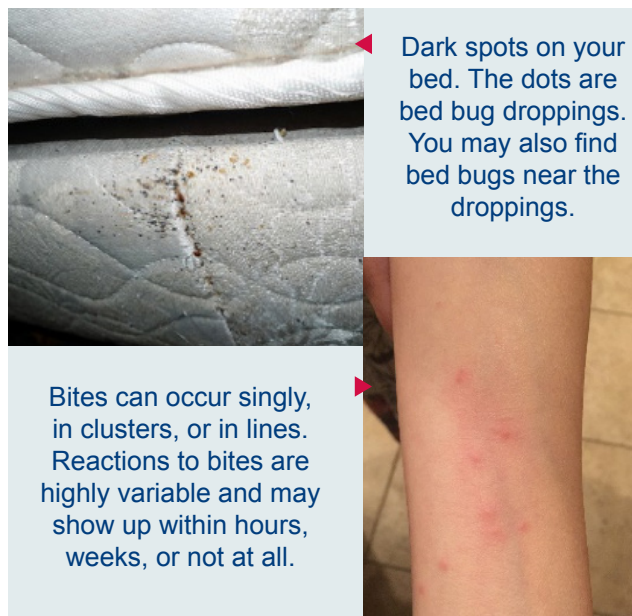 Dark spots on your
bed. The dots are
bed bug droppings.
You may also find
bed bugs near the
droppings.
Bites can occur singly,
in clusters, or in lines.
Reactions to bites are
highly variable and may
show up within hours,
weeks, or not at all.